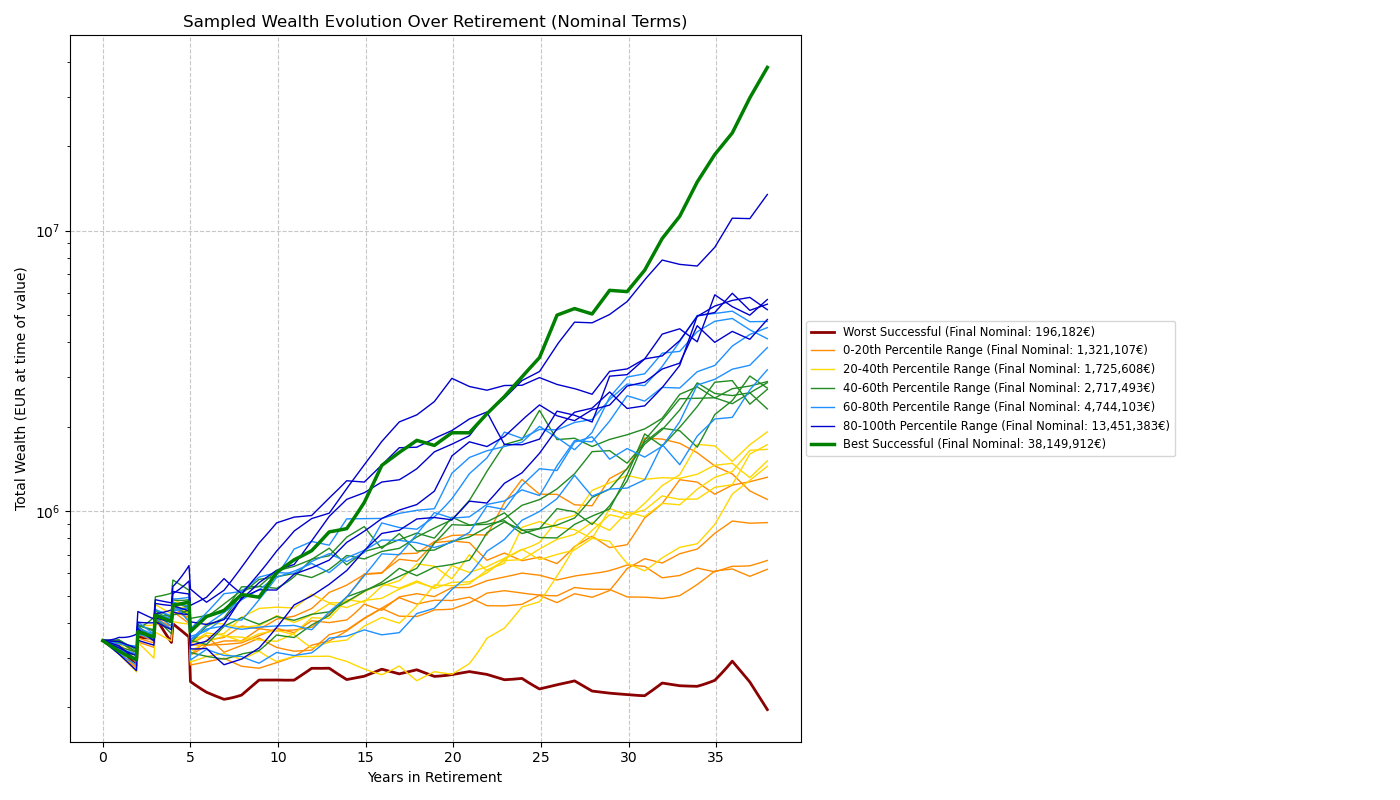 Sampled Wealth Evolution Over Retirement (Nominal Terms)
Total Wealth (EUR at time of value)
10^7
10^6
0 5 10 15 20 25 30 35
Years in Retirement
Worst Successful (Final Nominal: 196,182€)
0-20th Percentile Range (Final Nominal: 1,321,107€)
20-40th Percentile Range (Final Nominal: 1,725,608€)
40-60th Percentile Range (Final Nominal: 2,717,493€)
60-80th Percentile Range (Final Nominal: 4,744,103€)
80-100th Percentile Range (Final Nominal: 13,451,383€)
Best Successful (Final Nominal: 38,149,912€)